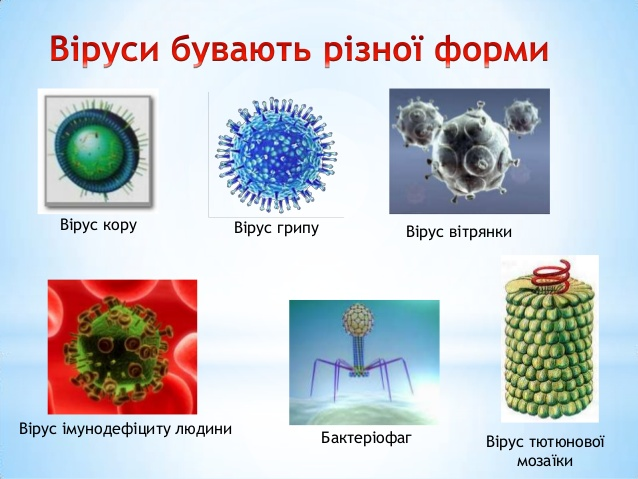 Віруси бувають різної форми
Вірус кору
Вірус грипу
Вірус вітрянки
Вірус імунодефіциту людини
Бактеріофаг
Вірус тютюнової
мозаїки